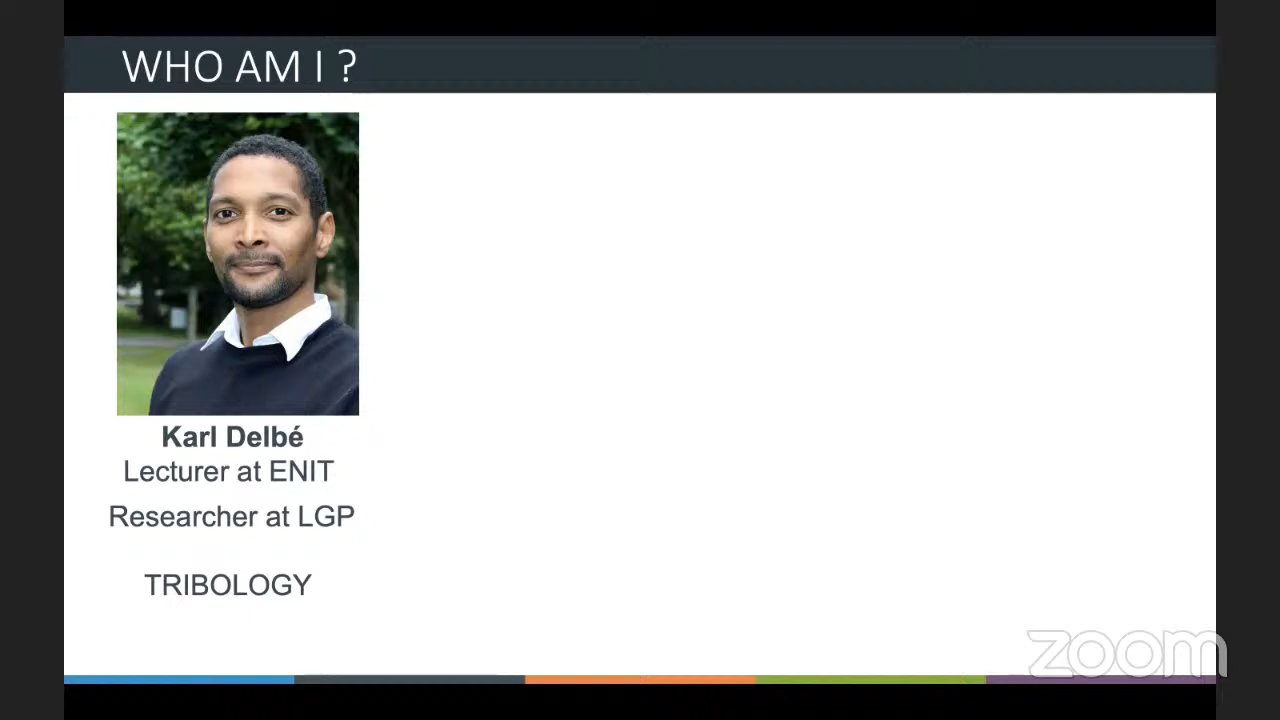 WHO AM I ?
Karl Delbé
Lecturer at ENIT
Researcher at LGP
TRIBOLOGY
zoom